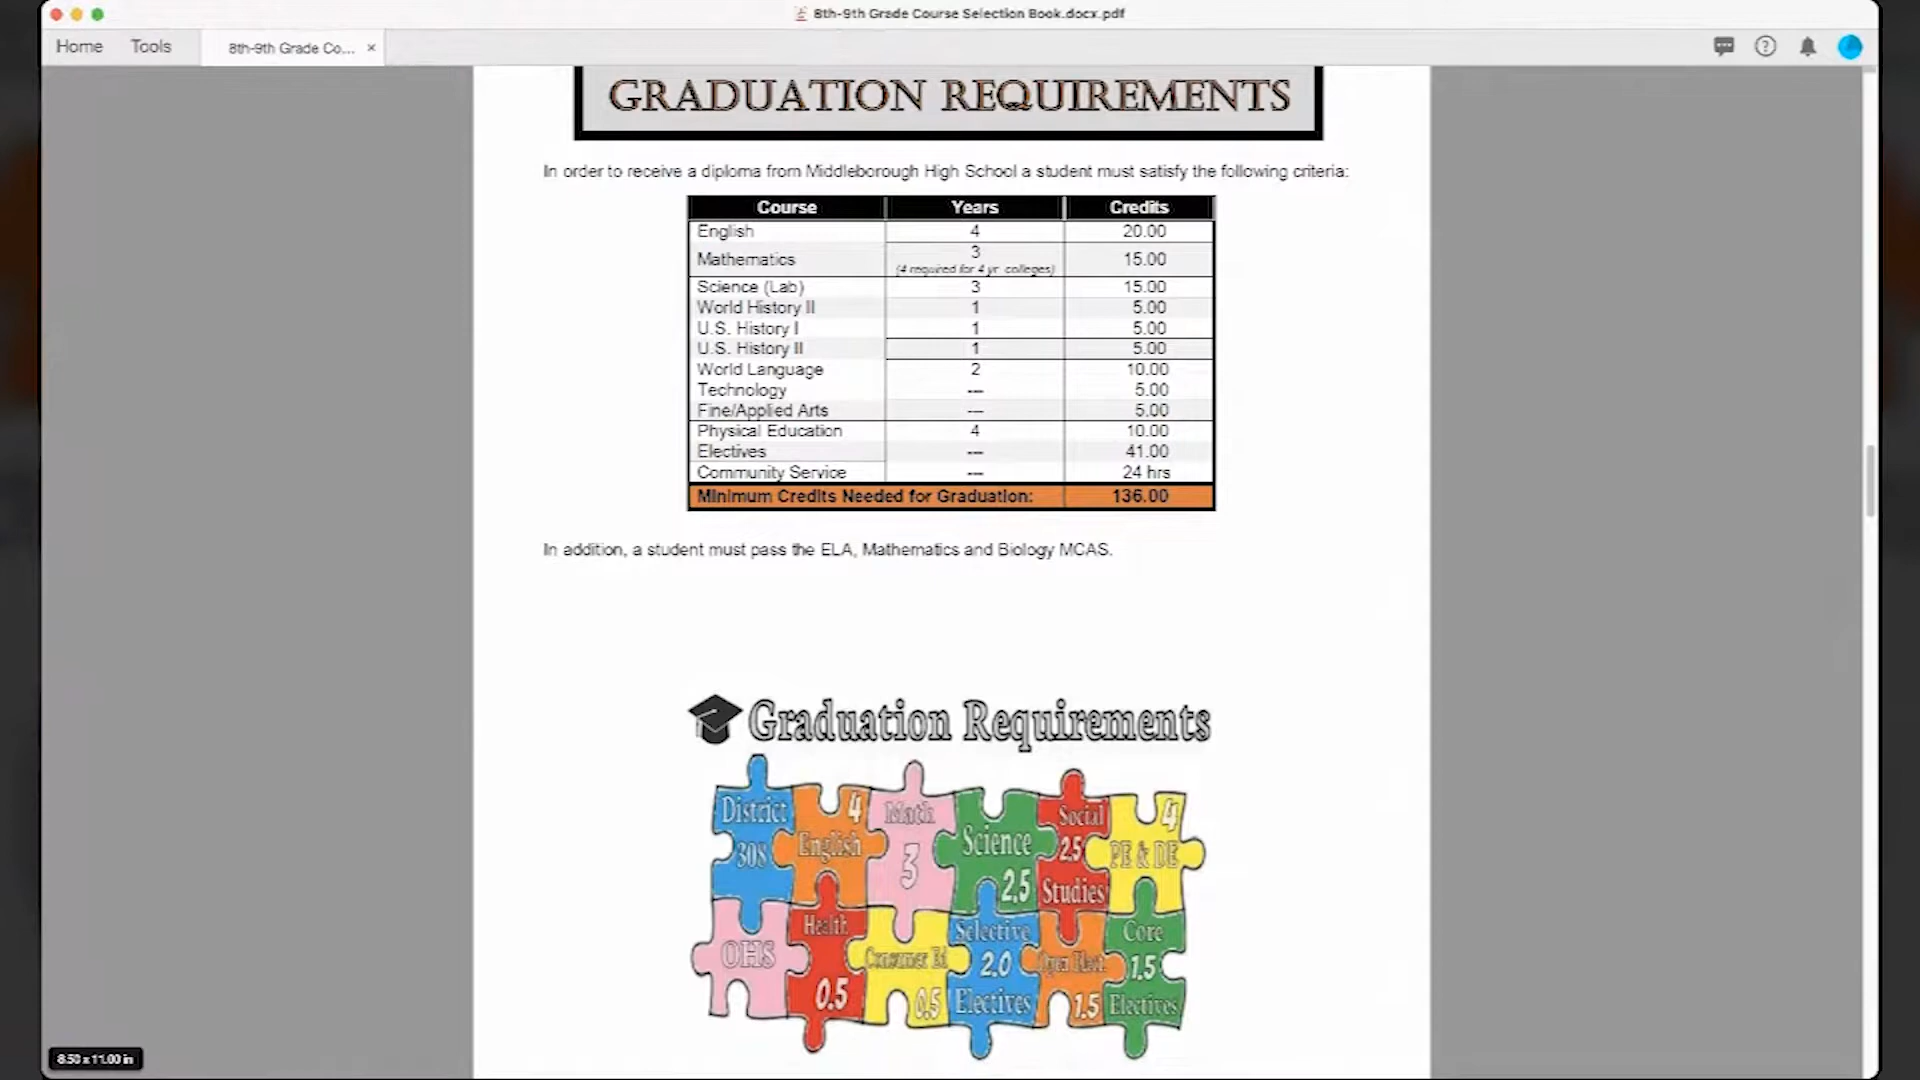 8th-9th Grade Course Selection Book.docx.pdf
Home Tools 8th-9th Grade Co... ×
GRADUATION REQUIREMENTS
In order to receive a diploma from Middleborough High School a student must satisfy the following criteria:
Course Years Credits
English 4 20.00
Mathematics 3 (4 required for 4 yr colleges) 15.00
Science (Lab) 3 15.00
World History II 1 5.00
U.S. History I 1 5.00
U.S. History II 1 5.00
World Language 2 10.00
Technology --- 5.00
Fine/Applied Arts --- 5.00
Physical Education 4 10.00
Electives --- 41.00
Community Service --- 24 hrs
Minimum Credits Needed for Graduation: 136.00
In addition, a student must pass the ELA, Mathematics and Biology MCAS.
Graduation Requirements
District 308
4 English
Math 3
Science 2.5
Social 2.5 Studies
4 PE & DE
OHS
Health 0.5
Consumer Ed 0.5
Selective 2.0 Electives
Open Elect. 1.5
Core 1.5 Electives
8.50 x 11.00 in